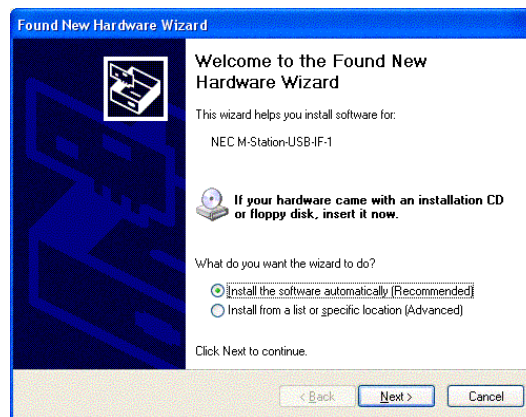 Found New Hardware Wizard
Welcome to the Found New
Hardware Wizard
This wizard helps you install software for:
NEC M-Station-USB-IF-1
If your hardware came with an installation CD
or floppy disk, insert it now.
What do you want the wizard to do?
Install the software automatically (Recommended)
Install from a list or specific location (Advanced)
Click Next to continue.
< Back Next > Cancel